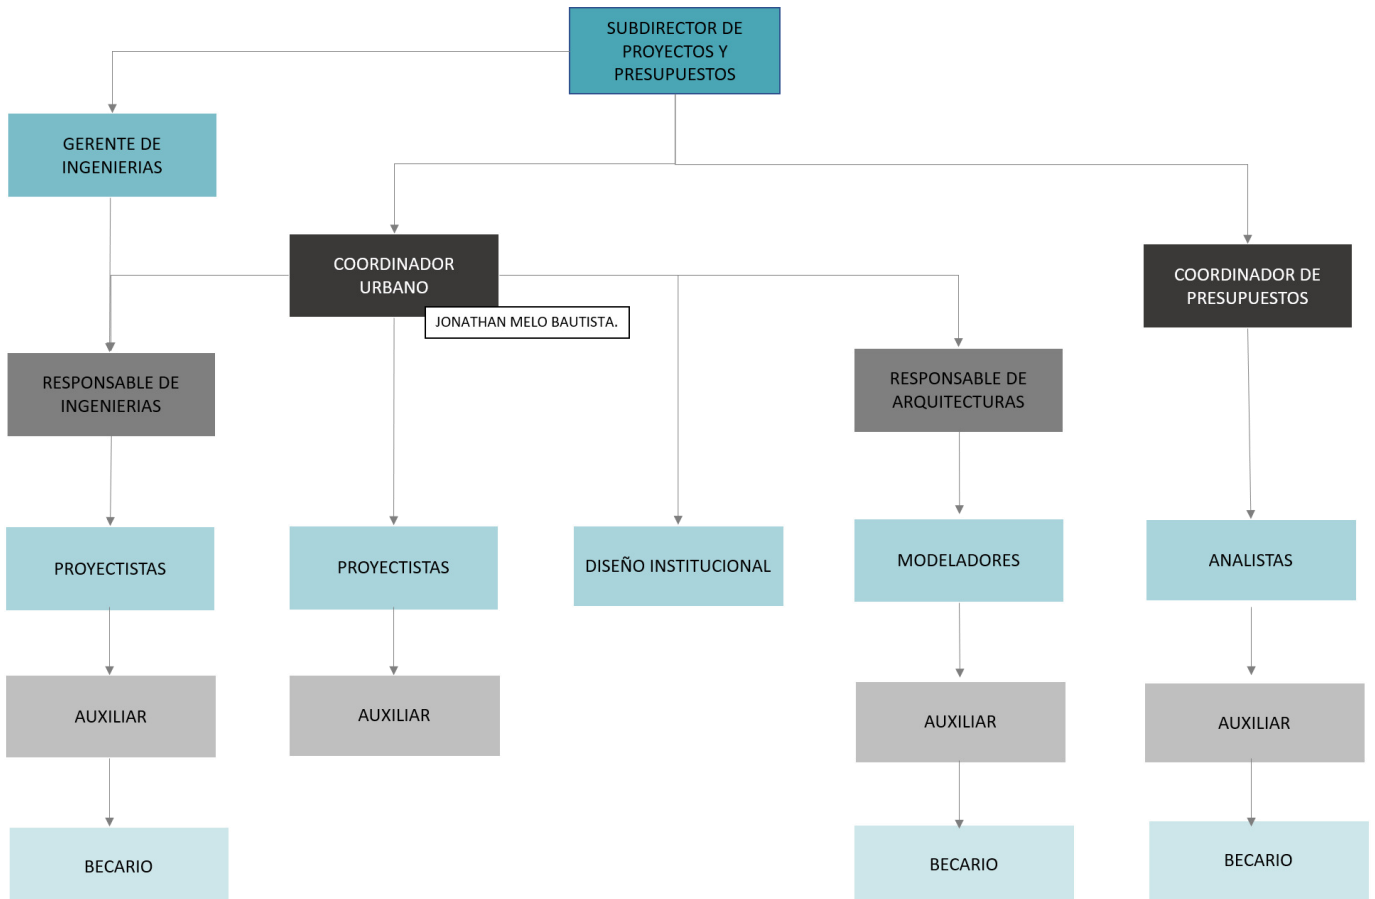 SUBDIRECTOR DE
PROYECTOS Y
PRESUPUESTOS
GERENTE DE
INGENIERIAS
COORDINADOR
URBANO
JONATHAN MELO BAUTISTA.
COORDINADOR DE
PRESUPUESTOS
RESPONSABLE DE
INGENIERIAS
RESPONSABLE DE
ARQUITECTURAS
PROYECTISTAS
PROYECTISTAS
DISEÑO INSTITUCIONAL
MODELADORES
ANALISTAS
AUXILIAR
AUXILIAR
AUXILIAR
AUXILIAR
BECARIO
BECARIO
BECARIO